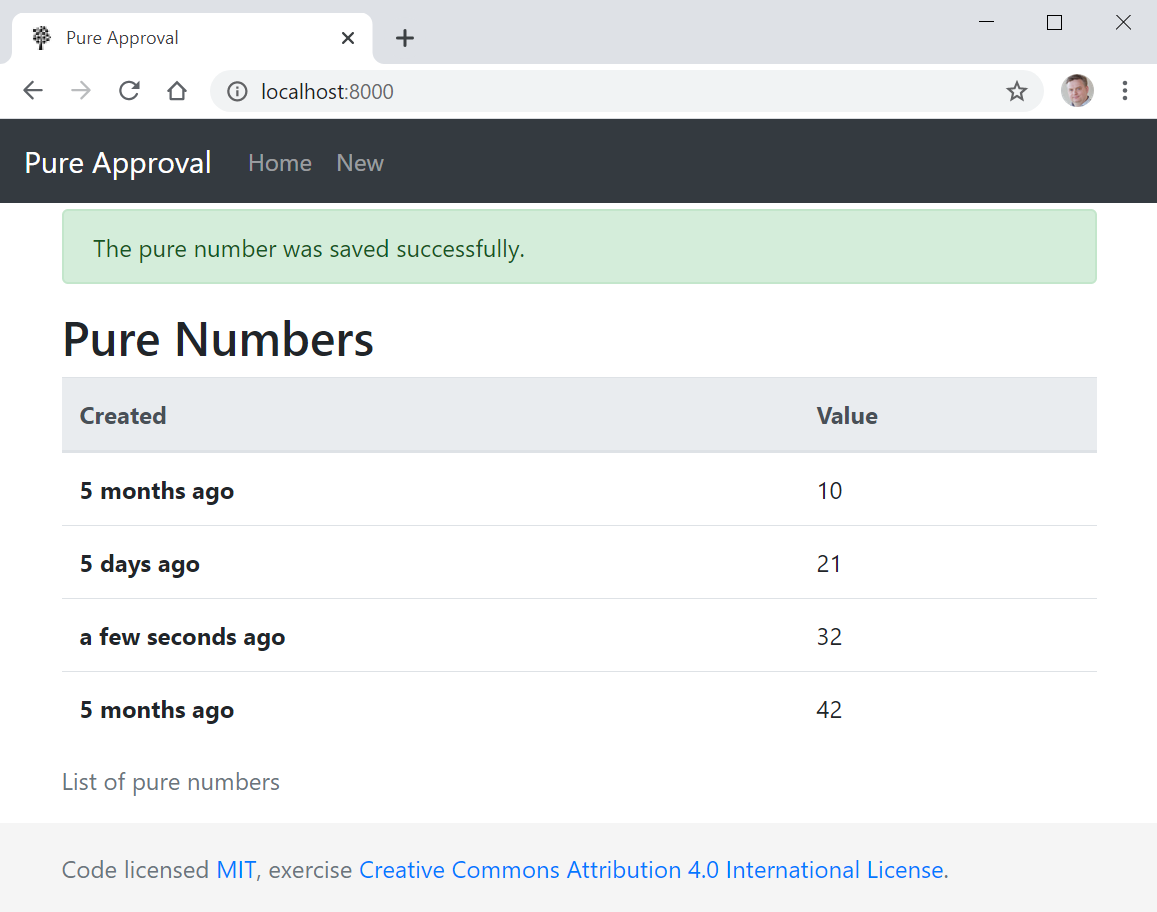 Pure Approval
localhost:8000
Pure Approval Home New
The pure number was saved successfully.
Pure Numbers
Created Value
5 months ago 10
5 days ago 21
a few seconds ago 32
5 months ago 42
List of pure numbers
Code licensed MIT, exercise Creative Commons Attribution 4.0 International License.